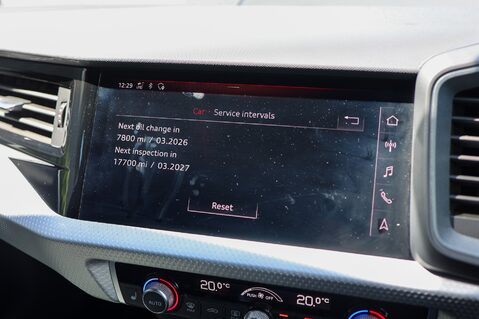 12:29
Car Service intervals
Next oil change in
7800 mi / 03.2026
Next inspection in
17700 mi / 03.2027
Reset
20.0°C
PUSH OFF
20.0°C
AUTO